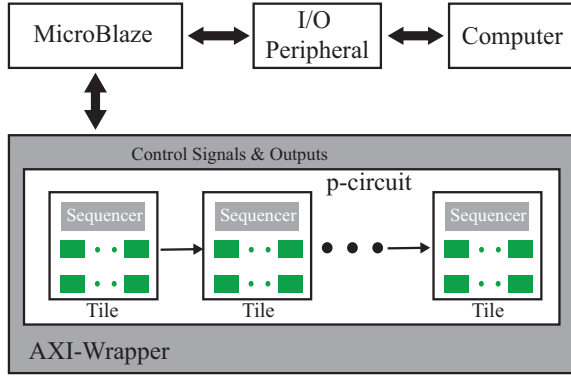 MicroBlaze
I/O
Peripheral
Computer
Control Signals & Outputs
p-circuit
Sequencer
Sequencer
Sequencer
Tile
Tile
Tile
AXI-Wrapper